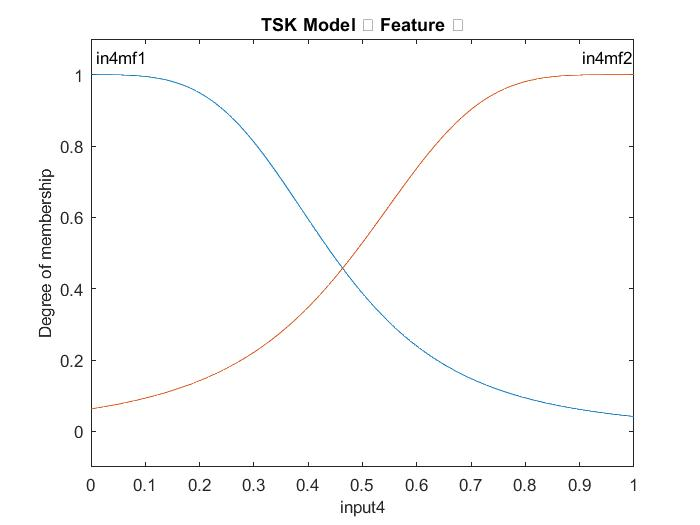 TSK Model Feature
in4mf1
in4mf2
1
0.8
0.6
0.4
0.2
0
Degree of membership
0 0.1 0.2 0.3 0.4 0.5 0.6 0.7 0.8 0.9 1
input4